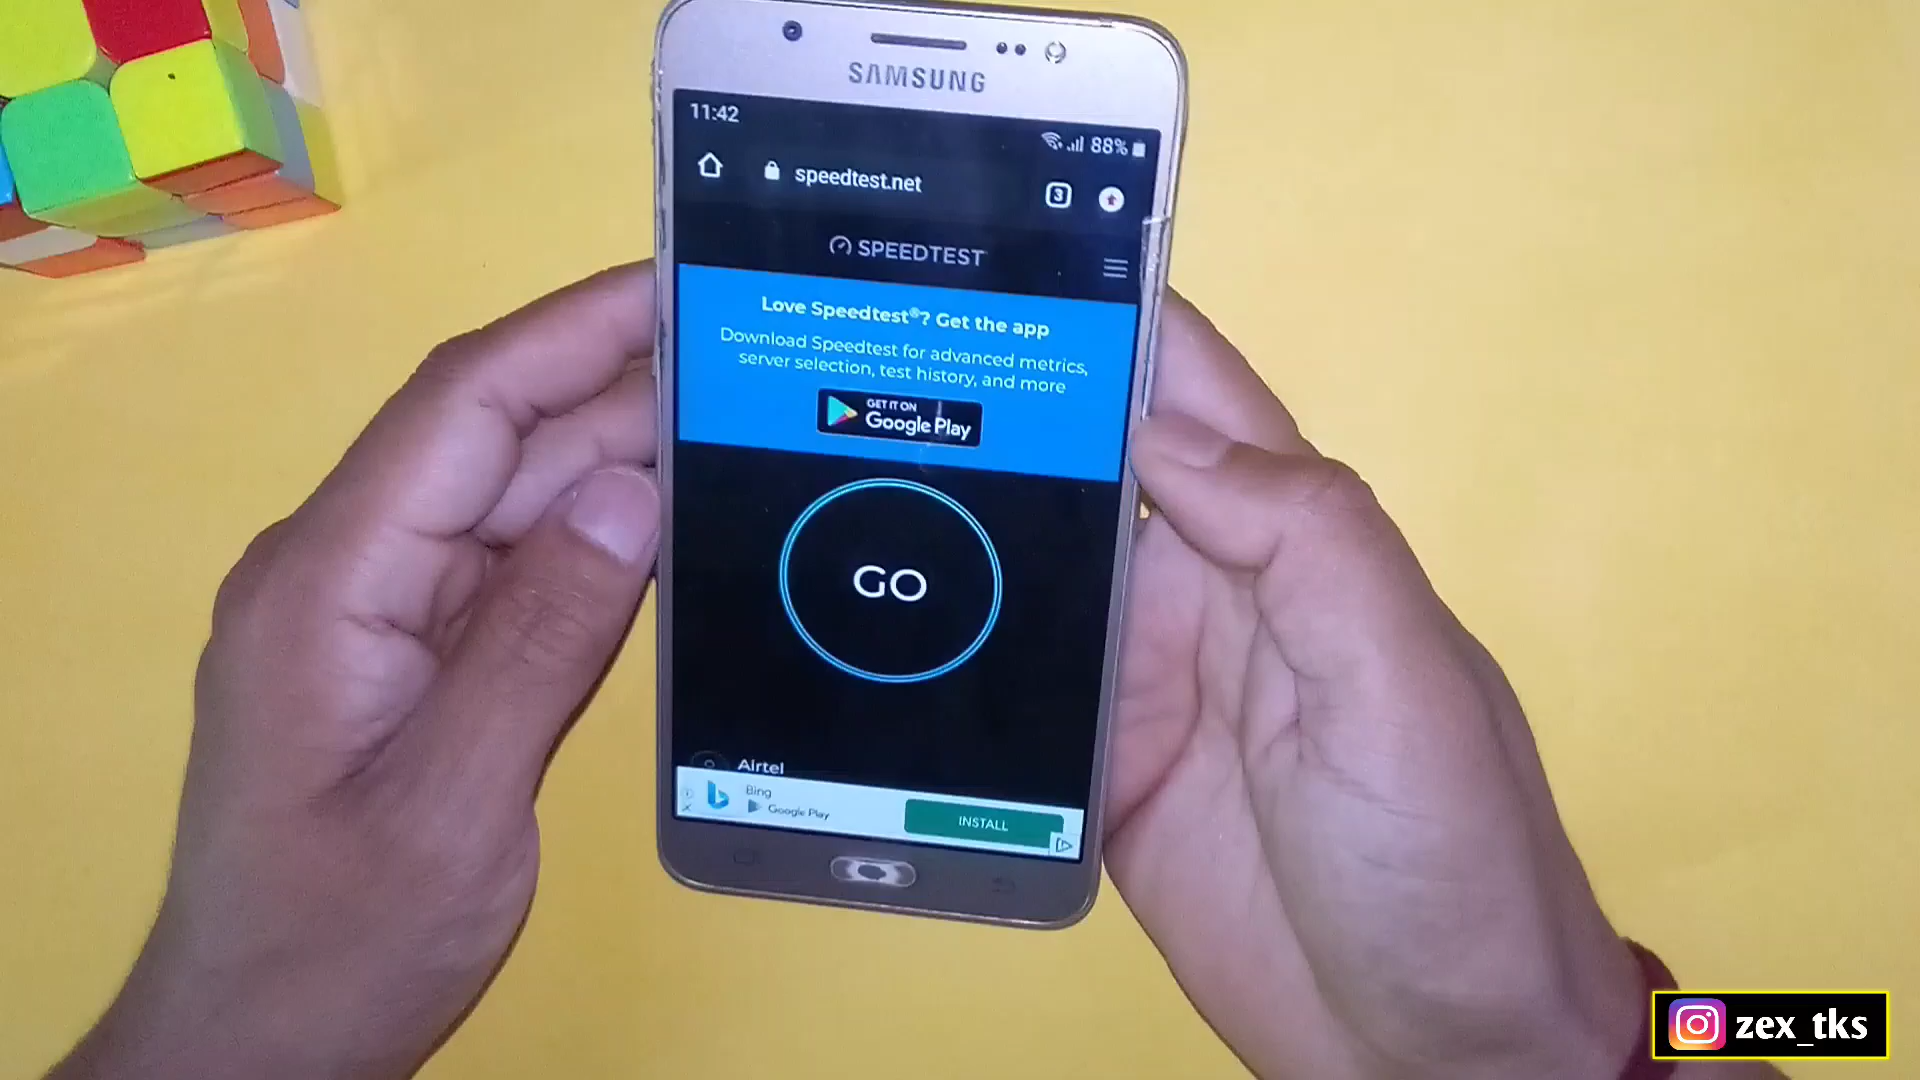 SAMSUNG
11:42
88%
speedtest.net
3
SPEEDTEST
Love Speedtest®? Get the app
Download Speedtest for advanced metrics,
server selection, test history, and more
GET IT ON
Google Play
GO
Airtel
Bing
Google Play
INSTALL
zex_tks